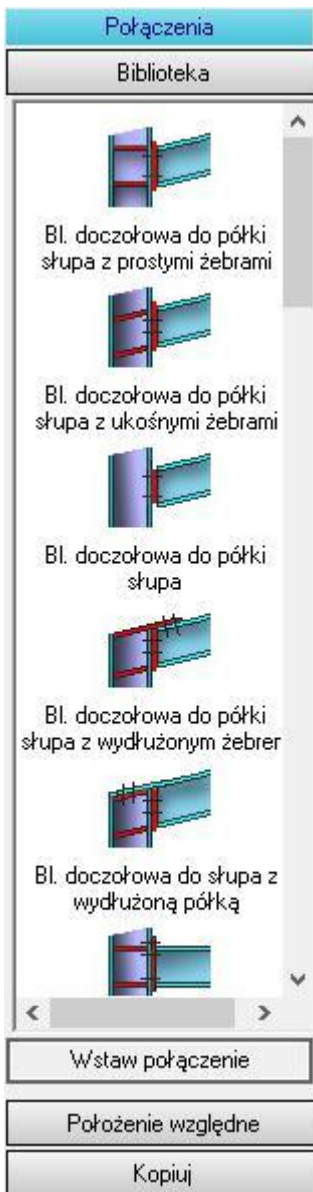 Połączenia
Biblioteka
Bl. doczołowa do półki
słupa z prostymi żebrami
Bl. doczołowa do półki
słupa z ukośnymi żebrami
Bl. doczołowa do półki
słupa
Bl. doczołowa do półki
słupa z wydłużonym żebrer
Bl. doczołowa do słupa z
wydłużoną półką
Wstaw połączenie
Położenie względne
Kopiuj